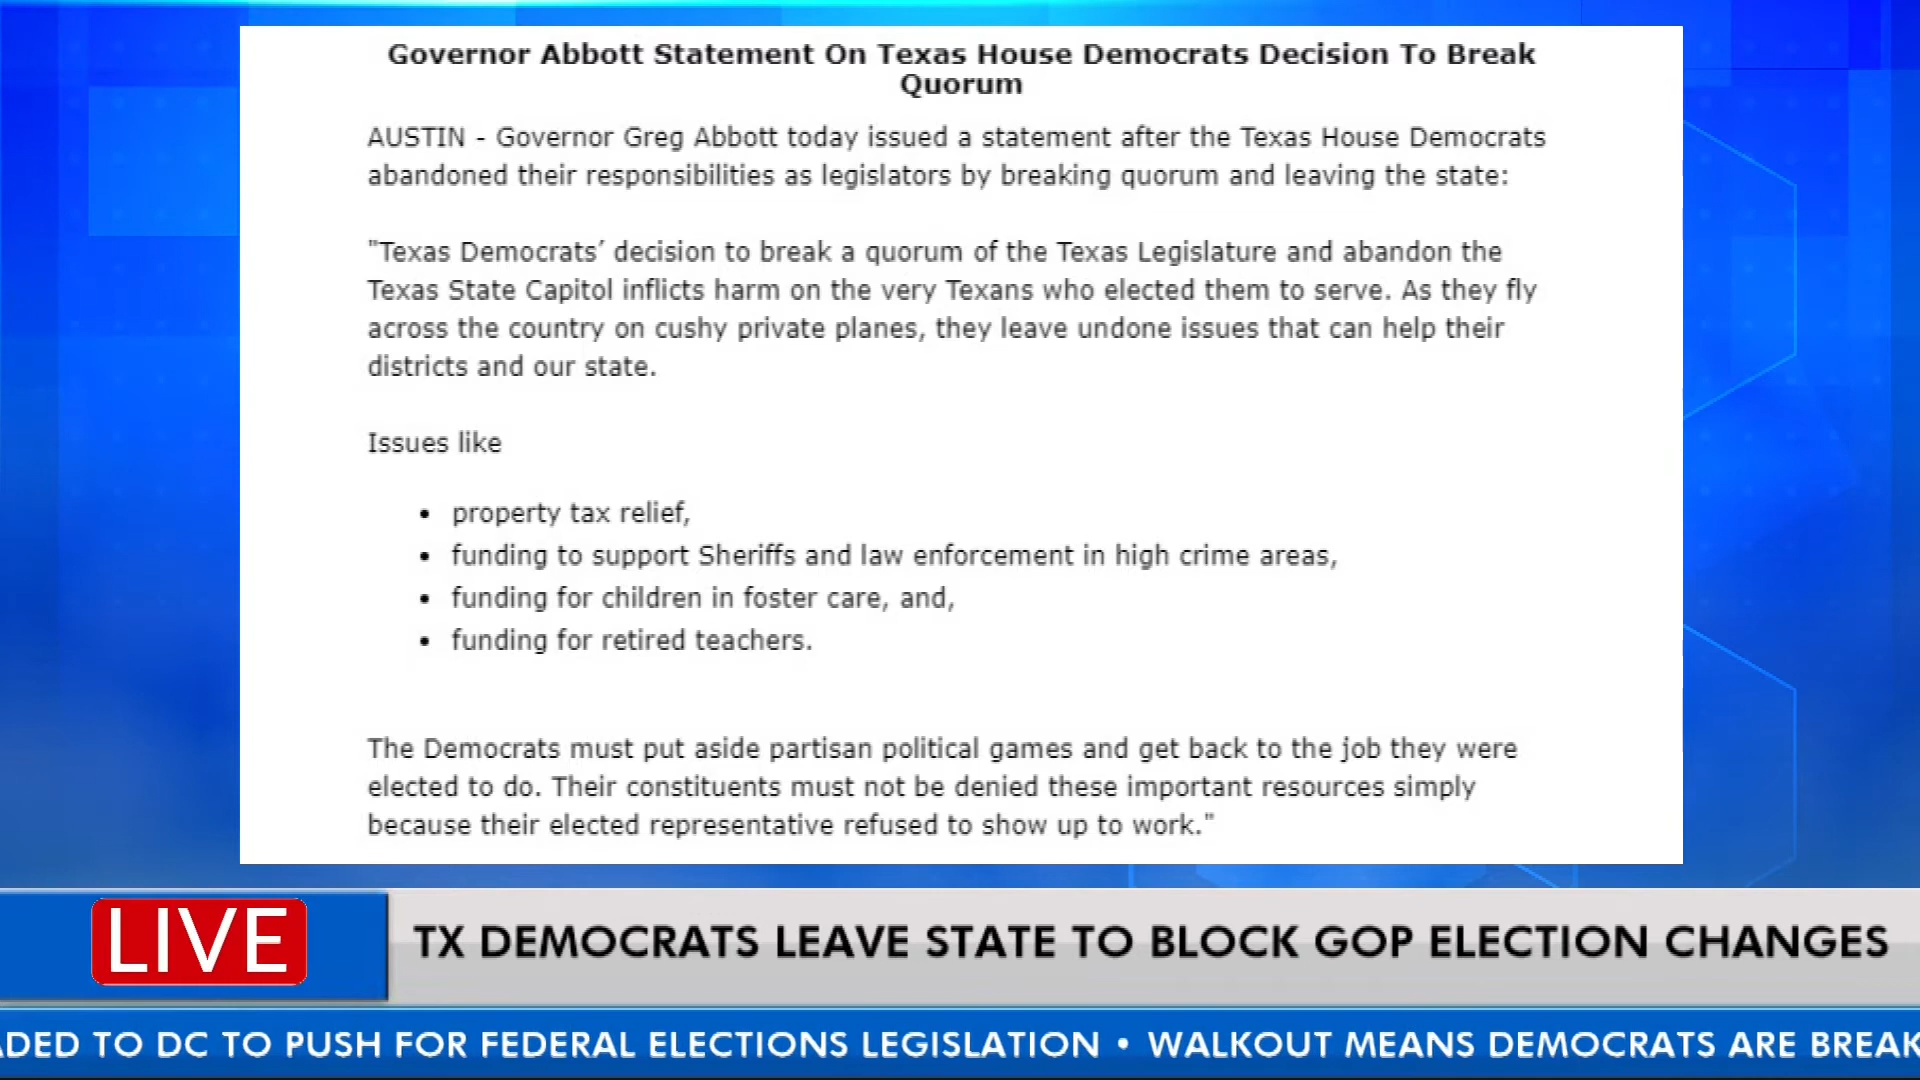 Governor Abbott Statement On Texas House Democrats Decision To Break
Quorum
AUSTIN - Governor Greg Abbott today issued a statement after the Texas House Democrats
abandoned their responsibilities as legislators by breaking quorum and leaving the state:
"Texas Democrats’ decision to break a quorum of the Texas Legislature and abandon the
Texas State Capitol inflicts harm on the very Texans who elected them to serve. As they fly
across the country on cushy private planes, they leave undone issues that can help their
districts and our state.
Issues like
• property tax relief,
• funding to support Sheriffs and law enforcement in high crime areas,
• funding for children in foster care, and,
• funding for retired teachers.
The Democrats must put aside partisan political games and get back to the job they were
elected to do. Their constituents must not be denied these important resources simply
because their elected representative refused to show up to work."
LIVE
TX DEMOCRATS LEAVE STATE TO BLOCK GOP ELECTION CHANGES
ADED TO DC TO PUSH FOR FEDERAL ELECTIONS LEGISLATION • WALKOUT MEANS DEMOCRATS ARE BREAK